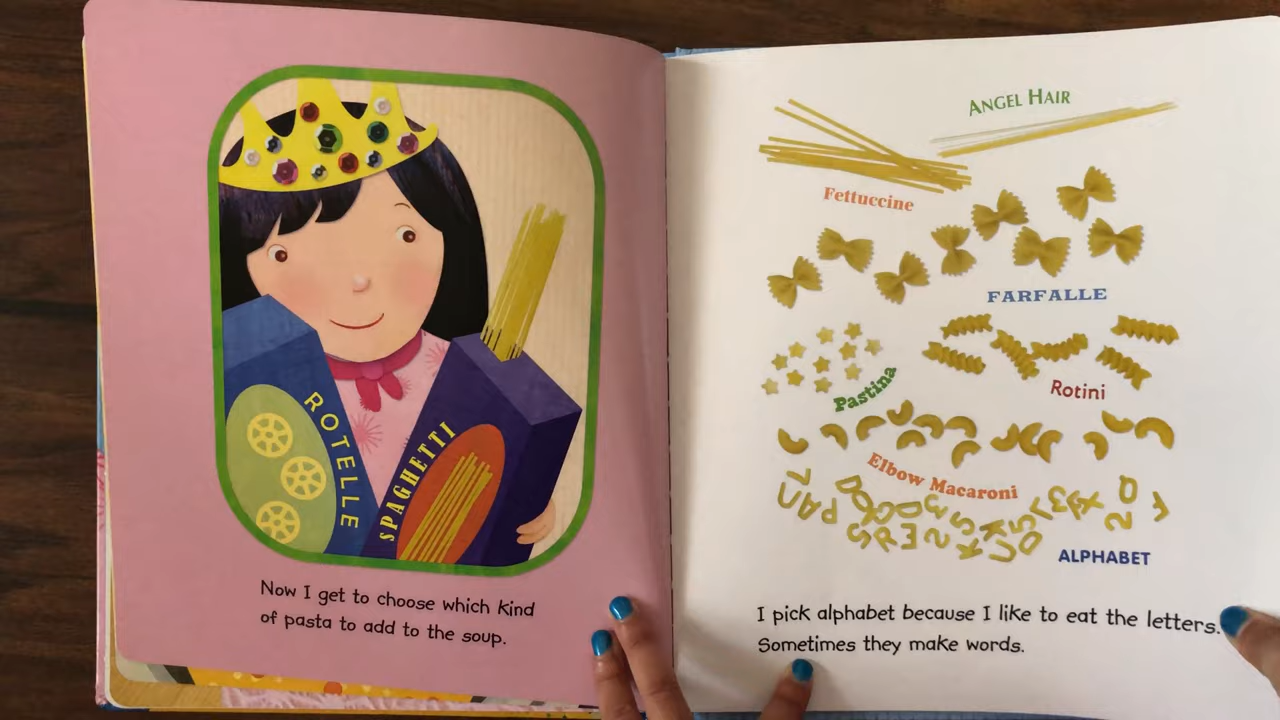 ROTELLE
SPAGHETTI
Now I get to choose which kind
of pasta to add to the soup.
ANGEL HAIR
Fettuccine
FARFALLE
Pastina
Rotini
Elbow Macaroni
ALPHABET
I pick alphabet because I like to eat the letters.
Sometimes they make words.